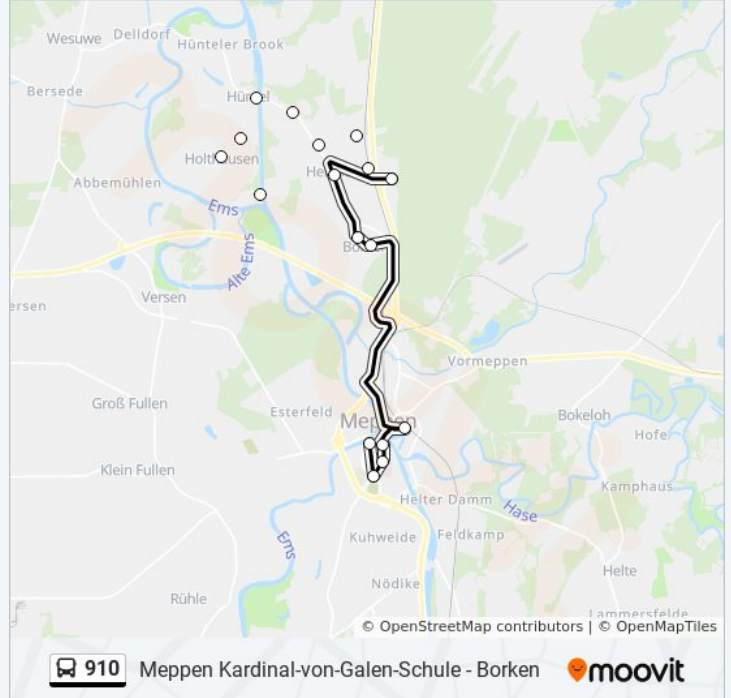 Delldorf
Wesuwe
Hünteler Brook
Bersede
Abbemühlen
Ems
Alte Ems
Versen
Vormeppen
Groß Fullen
Esterfeld
Meppen
Bokeloh
Hofe
Klein Fullen
Kamphaus
Helter Damm
Hase
Ems
Kuhweide
Feldkamp
Helte
Nödike
Rühle
Lammersfelde
© OpenStreetMap contributors | © OpenMapTiles
910 Meppen Kardinal-von-Galen-Schule - Borken
moovit